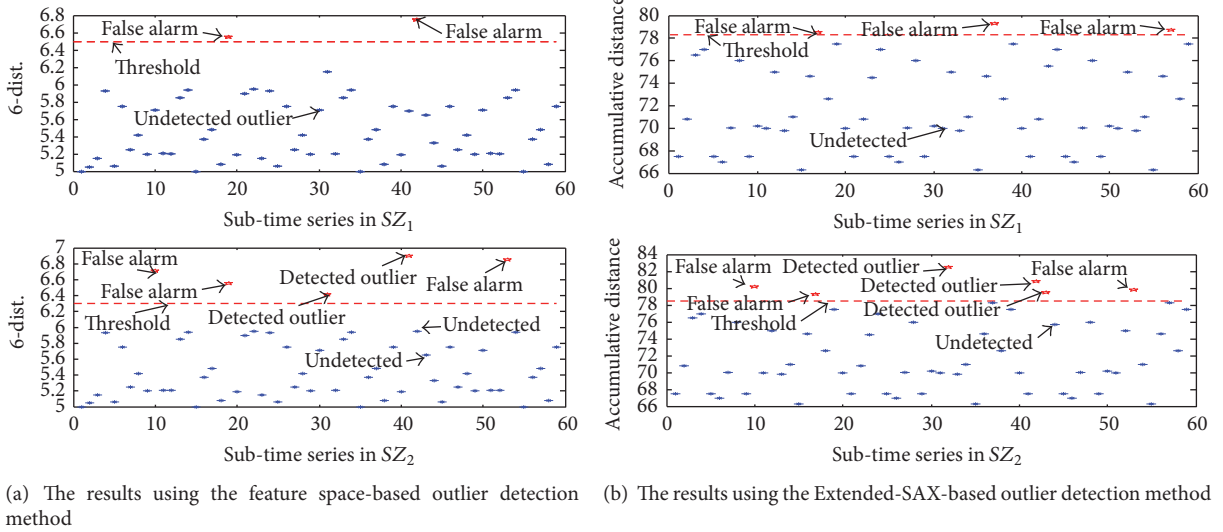 6.8
6.6
6.4
6.2
6
5.8
5.6
5.4
5.2
5
6-dist.
False alarm
False alarm
Threshold
Undetected outlier
0 10 20 30 40 50 60
Sub-time series in SZ1
7
6.8
6.6
6.4
6.2
6
5.8
5.6
5.4
5.2
5
6-dist.
False alarm
False alarm
Detected outlier
False alarm
Threshold
Detected outlier
Undetected
Undetected
0 10 20 30 40 50 60
Sub-time series in SZ2
(a) The results using the feature space-based outlier detection
method
80
78
76
74
72
70
68
66
Accumulative distance
False alarm
False alarm
False alarm
Threshold
Undetected
0 10 20 30 40 50 60
Sub-time series in SZ1
84
82
80
78
76
74
72
70
68
66
Accumulative distance
False alarm
Detected outlier
False alarm
Detected outlier
False alarm
Detected outlier
Threshold
Undetected
0 10 20 30 40 50 60
Sub-time series in SZ2
(b) The results using the Extended-SAX-based outlier detection method